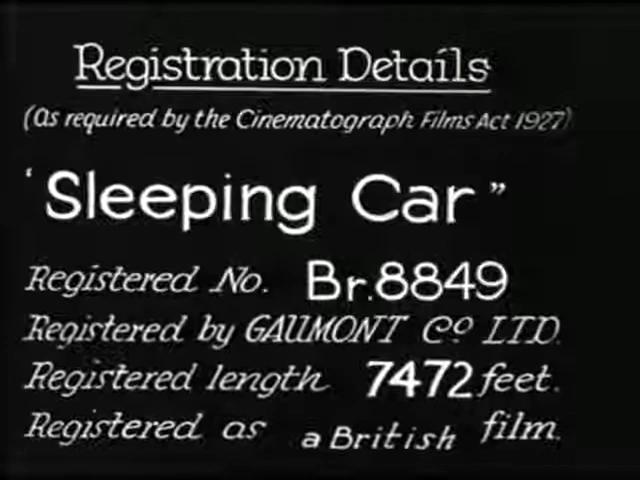 Registration Details
(As required by the Cinematograph Films Act 1927)
'Sleeping Car"
Registered No. Br.8849
Registered by GAUMONT Co LTD.
Registered length 7472 feet.
Registered as a British film.